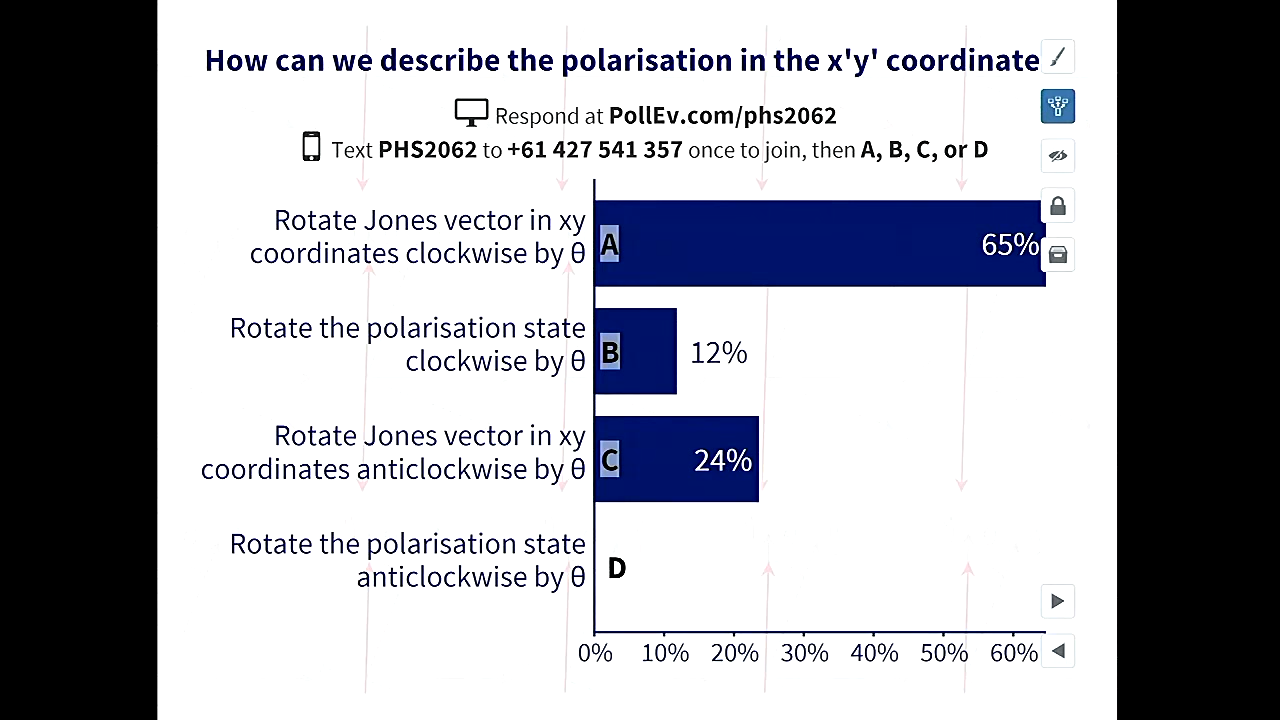 How can we describe the polarisation in the x'y' coordinate
Respond at PollEv.com/phs2062
Text PHS2062 to +61 427 541 357 once to join, then A, B, C, or D
Rotate Jones vector in xy
coordinates clockwise by θ
A
65%
Rotate the polarisation state
clockwise by θ
B
12%
Rotate Jones vector in xy
coordinates anticlockwise by θ
C
24%
Rotate the polarisation state
anticlockwise by θ
D
0% 10% 20% 30% 40% 50% 60%